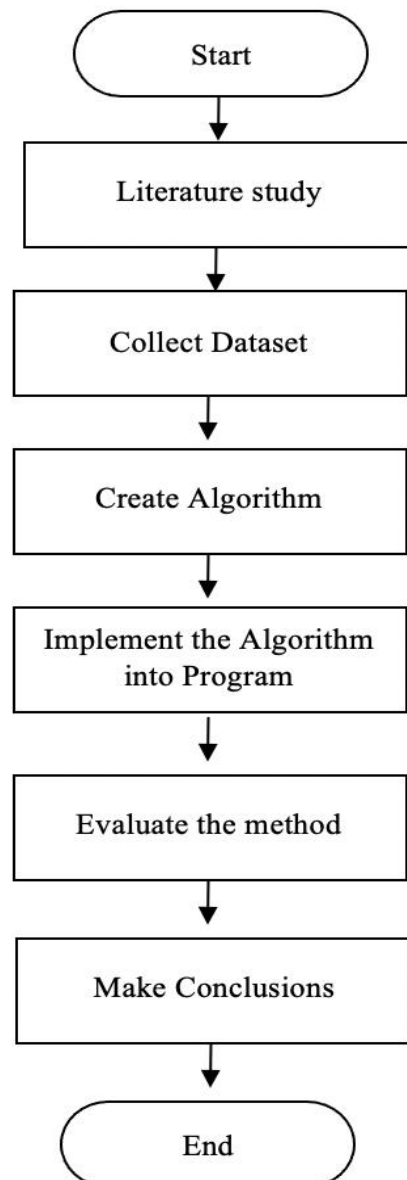 Start
Literature study
Collect Dataset
Create Algorithm
Implement the Algorithm
into Program
Evaluate the method
Make Conclusions
End